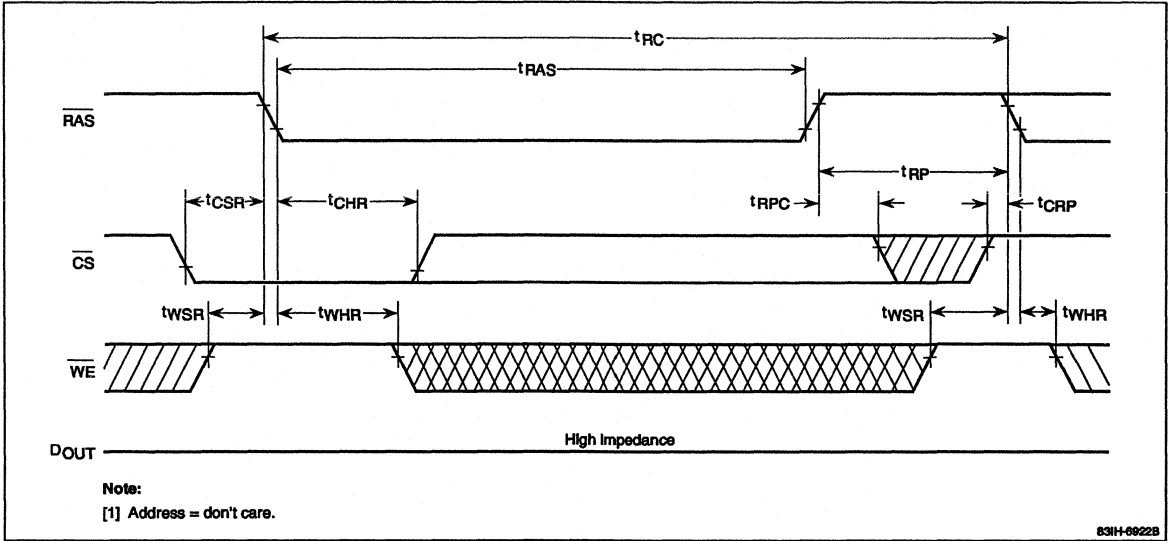 tRC
tRAS
RAS
tRP
tCSR
tCHR
tRPC
tCRP
CS
tWSR
tWHR
tWSR
tWHR
WE
DOUT
High Impedance
Note:
[1] Address = don't care.
83IH-6922B